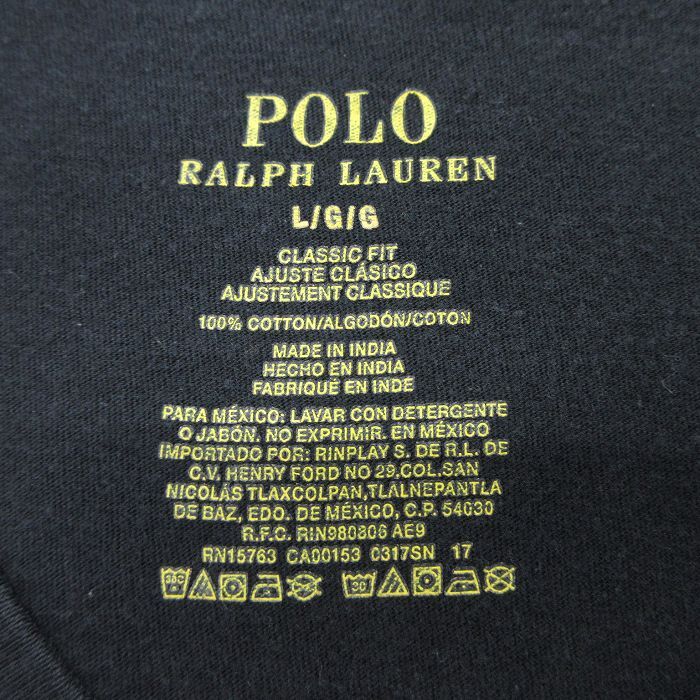 POLO
RALPH LAUREN
L/G/G
CLASSIC FIT
AJUSTE CLÁSICO
AJUSTEMENT CLASSIQUE
100% COTTON/ALGODÓN/COTON
MADE IN INDIA
HECHO EN INDIA
FABRIQUÉ EN INDE
PARA MÉXICO: LAVAR CON DETERGENTE
O JABÓN. NO EXPRIMIR. EN MÉXICO
IMPORTADO POR: RINPLAY S. DE R.L. DE
C.V. HENRY FORD NO 29,COL.SAN
NICOLÁS TLAXCOLPAN,TLALNEPANTLA
DE BAZ, EDO. DE MÉXICO, C.P. 54030
R.F.C. RIN980806 AE9
RN15763 CA00153 0317SN 17